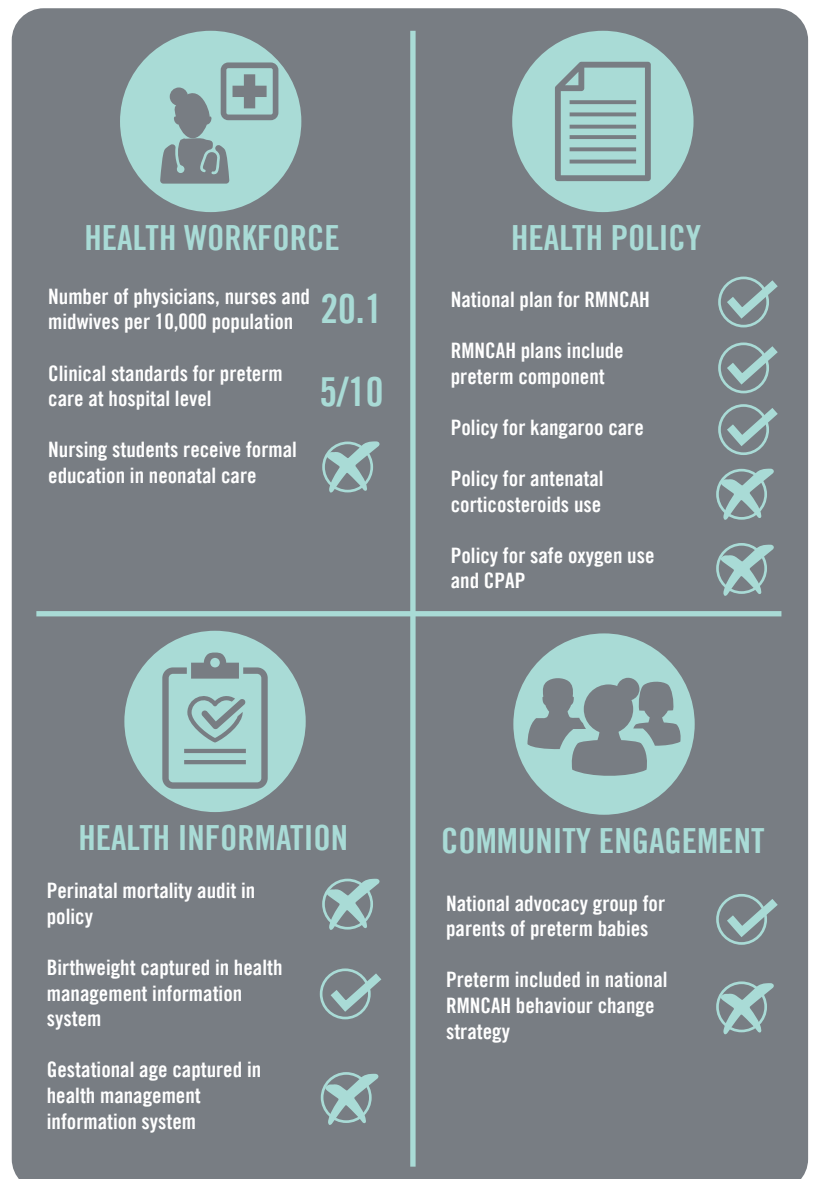 HEALTH WORKFORCE
Number of physicians, nurses and
midwives per 10,000 population
20.1
Clinical standards for preterm
care at hospital level
5/10
Nursing students receive formal
education in neonatal care
HEALTH POLICY
National plan for RMNCAH
RMNCAH plans include
preterm component
Policy for kangaroo care
Policy for antenatal
corticosteroids use
Policy for safe oxygen use
and CPAP
HEALTH INFORMATION
Perinatal mortality audit in
policy
Birthweight captured in health
management information
system
Gestational age captured in
health management
information system
COMMUNITY ENGAGEMENT
National advocacy group for
parents of preterm babies
Preterm included in national
RMNCAH behaviour change
strategy